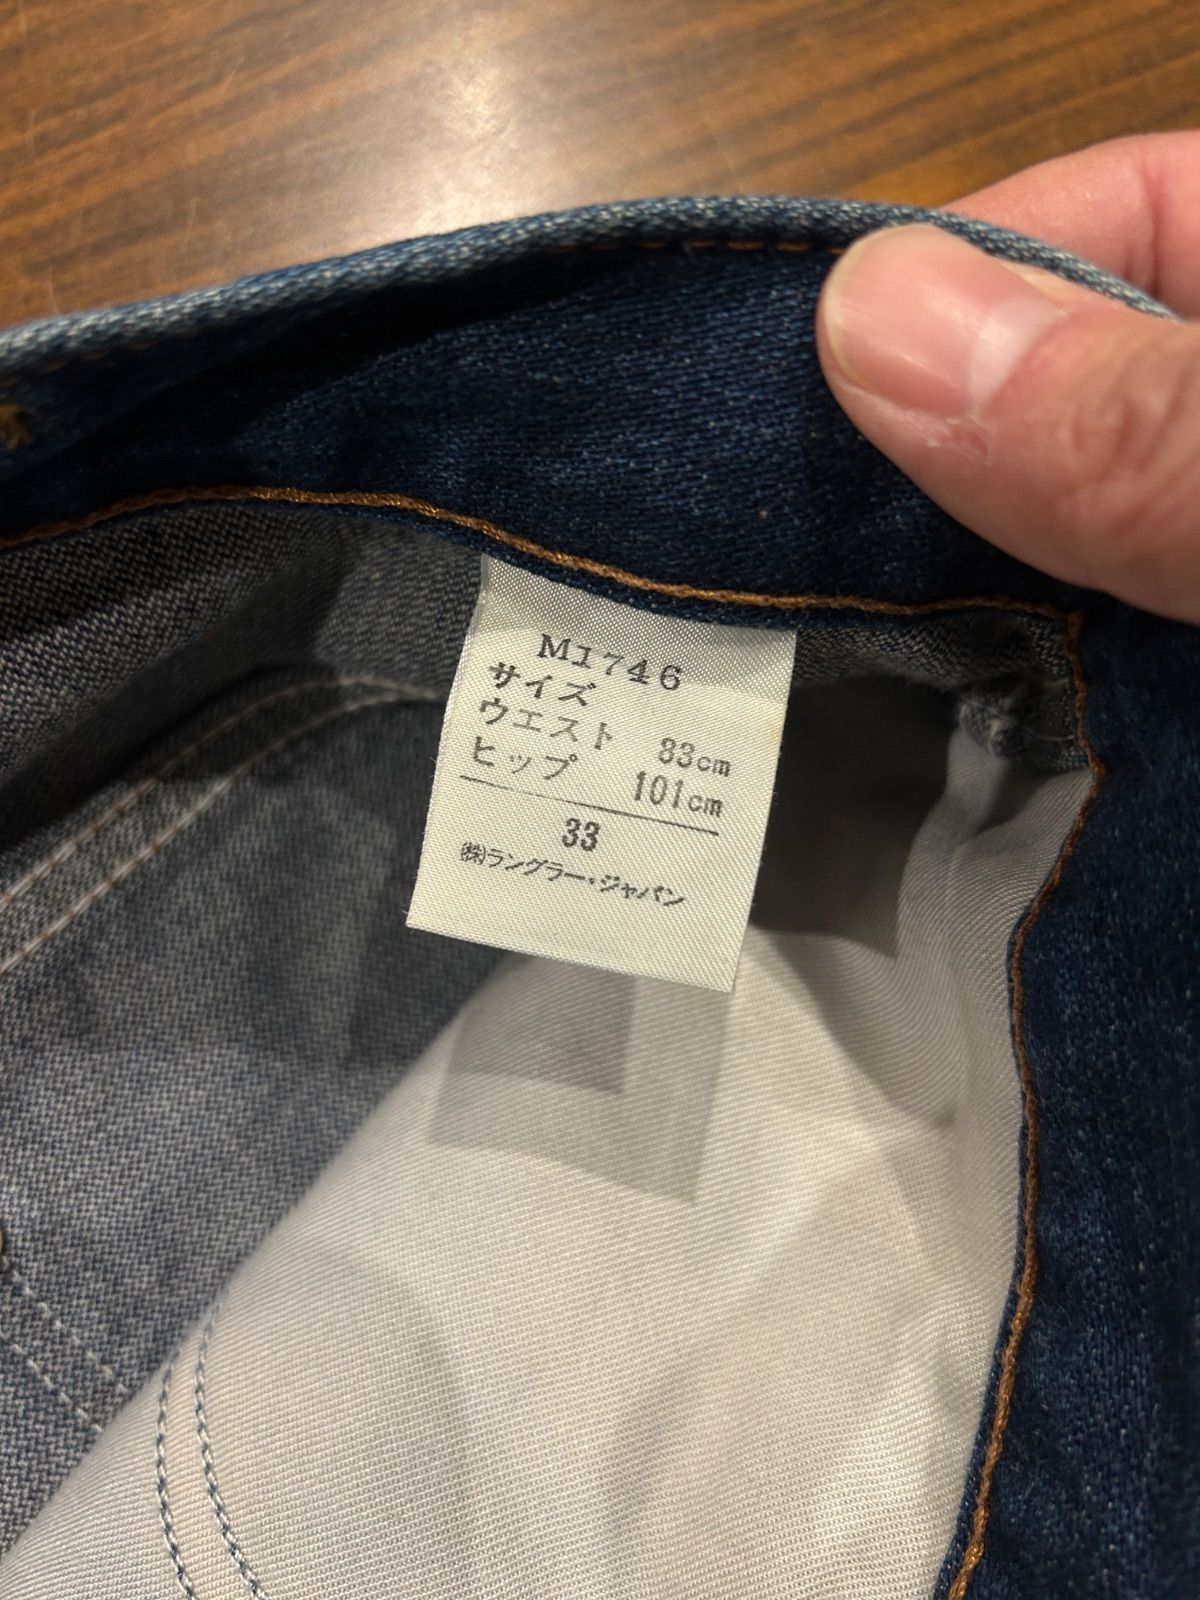 M1746
サイズ
ウエスト 83cm
ヒップ 101cm
33
㈱ラングラー・ジャパン